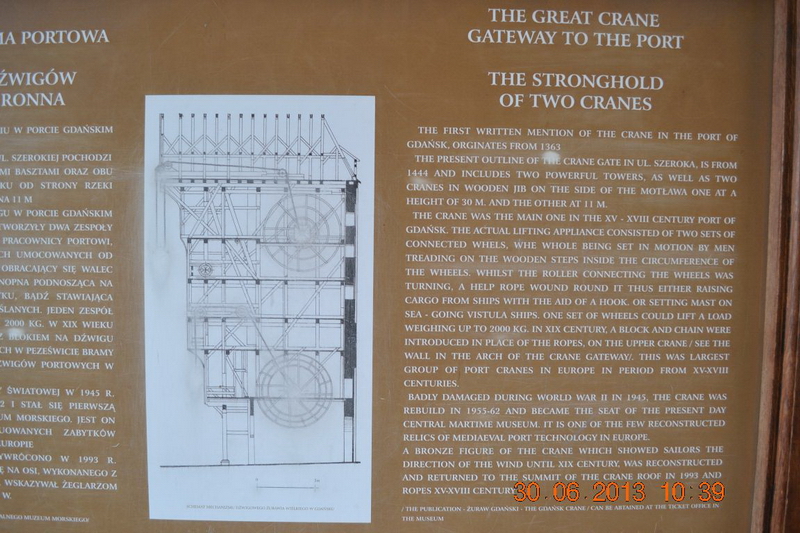 MA PORTOWA
ŹWIGÓW
RONNA
IU W PORCIE GDAŃSKIM
UL. SZEROKIEJ POCHODZI
MI BASZTAMI ORAZ OBU
KU OD STRONY RZEKI
NA 11 M
GU W PORCIE GDAŃSKIM
TWORZYŁY DWA ZESPOŁY
PRACOWNICY PORTOWI,
CH UMOCOWANYCH OD
OBRACAJĄCY SIĘ WALEC
NOPNA PODNOSZĄCA NA
TKU, BĄDŹ STAWIAJĄCA
ŚLANYCH. JEDEN ZESPÓŁ
2000 KG. W XIX WIEKU
Z BLOKIEM NA DŹWIGU
CH W PEZEŚWICIE BRAMY
ŹWIGÓW PORTOWYCH W
Y ŚWIATOWEJ W 1945 R.
2 I STAŁ SIĘ PIERWSZĄ
UM MORSKIEGO. JEST ON
UOWANYCH ZABYTKÓW
EUROPIE
WRÓCONO W 1993 R.
Ę NA OSI, WYKONANEGO Z
WSKAZYWAŁ ŻEGLARZOM
W.
ALNEGO MUZEUM MORSKIEGO/
THE GREAT CRANE
GATEWAY TO THE PORT
THE STRONGHOLD
OF TWO CRANES
THE FIRST WRITTEN MENTION OF THE CRANE IN THE PORT OF
GDAŃSK, ORGINATES FROM 1363
THE PRESENT OUTLINE OF THE CRANE GATE IN UL. SZEROKA, IS FROM
1444 AND INCLUDES TWO POWERFUL TOWERS, AS WELL AS TWO
CRANES IN WOODEN JIB ON THE SIDE OF THE MOTŁAWA ONE AT A
HEIGHT OF 30 M. AND THE OTHER AT 11 M.
THE CRANE WAS THE MAIN ONE IN THE XV - XVIII CENTURY PORT OF
GDAŃSK. THE ACTUAL LIFTING APPLIANCE CONSISTED OF TWO SETS OF
CONNECTED WHELS, WHE WHOLE BEING SET IN MOTION BY MEN
TREADING ON THE WOODEN STEPS INSIDE THE CIRCUMFERENCE OF
THE WHEELS. WHILST THE ROLLER CONNECTING THE WHEELS WAS
TURNING, A HELP ROPE WOUND ROUND IT THUS EITHER RAISING
CARGO FROM SHIPS WITH THE AID OF A HOOK. OR SETTING MAST ON
SEA - GOING VISTULA SHIPS. ONE SET OF WHEELS COULD LIFT A LOAD
WEIGHING UP TO 2000 KG. IN XIX CENTURY, A BLOCK AND CHAIN WERE
INTRODUCED IN PLACE OF THE ROPES, ON THE UPPER CRANE / SEE THE
WALL IN THE ARCH OF THE CRANE GATEWAY/. THIS WAS LARGEST
GROUP OF PORT CRANES IN EUROPE IN PERIOD FROM XV-XVIII
CENTURIES.
BADLY DAMAGED DURING WORLD WAR II IN 1945, THE CRANE WAS
REBUILD IN 1955-62 AND BECAME THE SEAT OF THE PRESENT DAY
CENTRAL MARTIME MUSEUM. IT IS ONE OF THE FEW RECONSTRUCTED
RELICS OF MEDIAEVAL PORT TECHNOLOGY IN EUROPE.
A BRONZE FIGURE OF THE CRANE WHICH SHOWED SAILORS THE
DIRECTION OF THE WIND UNTIL XIX CENTURY, WAS RECONSTRUCTED
AND RETURNED TO THE SUMMIT OF THE CRANE ROOF IN 1993 AND
ROPES XV-XVIII CENTURY.
/ THE PUBLICATION - ŻURAW GDAŃSKI - THE GDAŃSK CRANE / CAN BE ARTAINED AT THE TICKET OFFICE IN
THE MUSEUM
30.06.2013 10:39